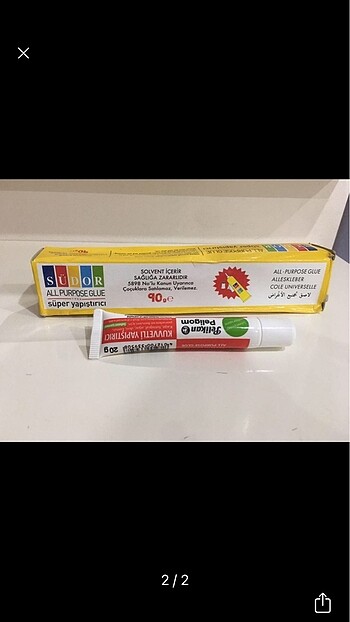 SÜDOR
ALL PURPOSE GLUE
süper yapıştırıcı
SOLVENT İÇERİR
SAĞLIĞA ZARARLIDIR
5898 No'lu Kanun Uyarınca
Çocuklara Satılamaz, Verilemez.
90g℮
ALL-PURPOSE GLUE
ALLESKLEBER
COLE UNIVERSELLE
لاصق لجميع الأغراض
Pelikan
Peligom
KUVVETLİ YAPIŞTIRICI
20 g
2/2